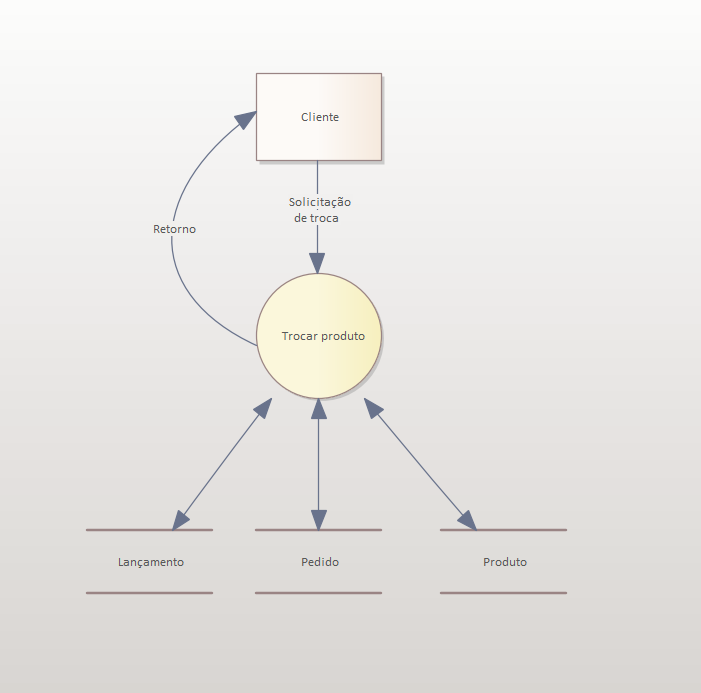 Cliente
Solicitação
de troca
Retorno
Trocar produto
Lançamento
Pedido
Produto